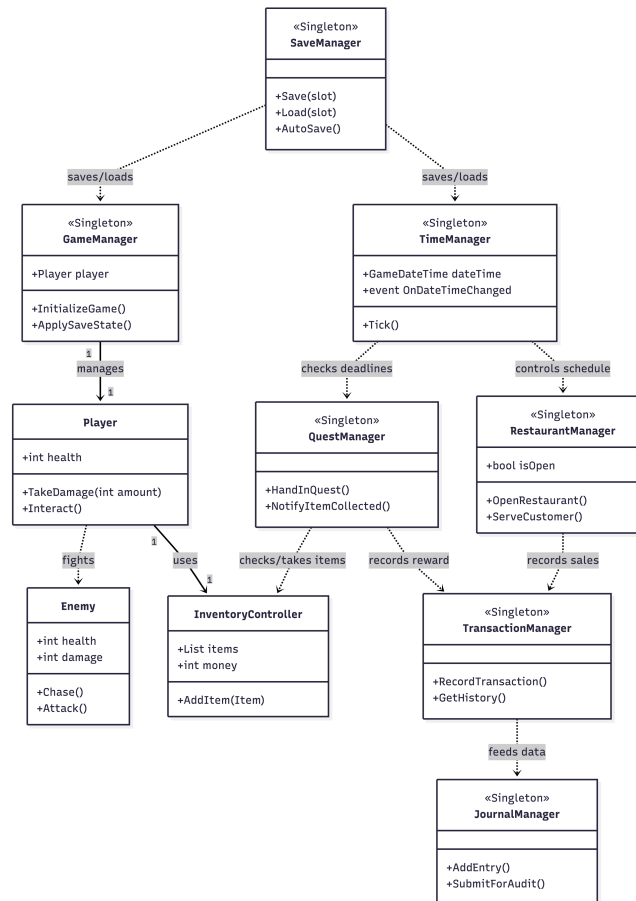 «Singleton»
SaveManager
+Save(slot)
+Load(slot)
+AutoSave()
saves/loads
saves/loads
«Singleton»
GameManager
+Player player
+InitializeGame()
+ApplySaveState()
«Singleton»
TimeManager
+GameDateTime dateTime
+event OnDateTimeChanged
+Tick()
1
manages
1
checks deadlines
controls schedule
Player
+int health
+TakeDamage(int amount)
+Interact()
«Singleton»
QuestManager
+HandInQuest()
+NotifyItemCollected()
«Singleton»
RestaurantManager
+bool isOpen
+OpenRestaurant()
+ServeCustomer()
fights
1
uses
1
checks/takes items
records reward
records sales
Enemy
+int health
+int damage
+Chase()
+Attack()
InventoryController
+List items
+int money
+AddItem(Item)
«Singleton»
TransactionManager
+RecordTransaction()
+GetHistory()
feeds data
«Singleton»
JournalManager
+AddEntry()
+SubmitForAudit()